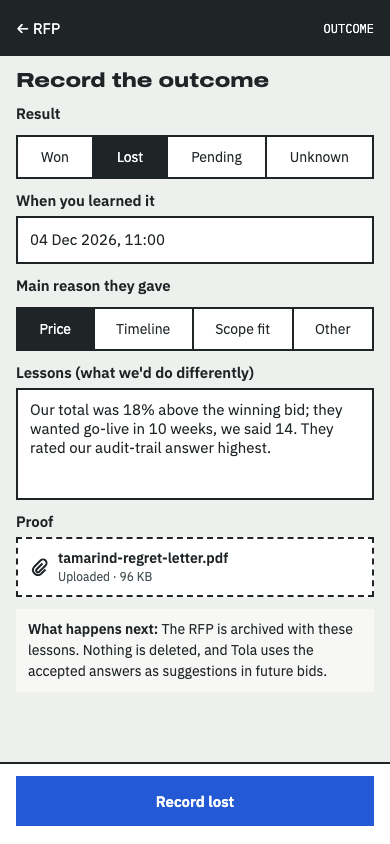 ← RFP
OUTCOME
Record the outcome
Result
Won
Lost
Pending
Unknown
When you learned it
04 Dec 2026, 11:00
Main reason they gave
Price
Timeline
Scope fit
Other
Lessons (what we'd do differently)
Our total was 18% above the winning bid; they
wanted go-live in 10 weeks, we said 14. They
rated our audit-trail answer highest.
Proof
tamarind-regret-letter.pdf
Uploaded · 96 KB
What happens next: The RFP is archived with these
lessons. Nothing is deleted, and Tola uses the
accepted answers as suggestions in future bids.
Record lost